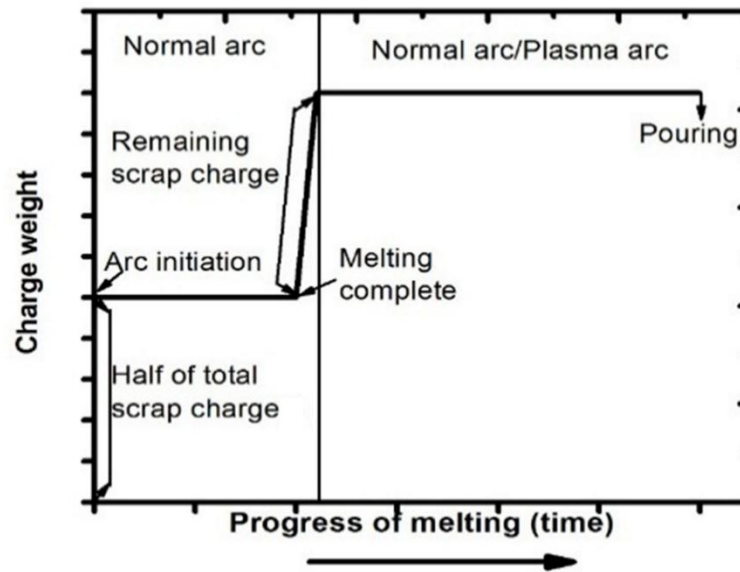 Normal arc
Normal arc/Plasma arc
Remaining
scrap charge
Pouring
Arc initiation
Melting
complete
Half of total
scrap charge
Charge weight
Progress of melting (time)